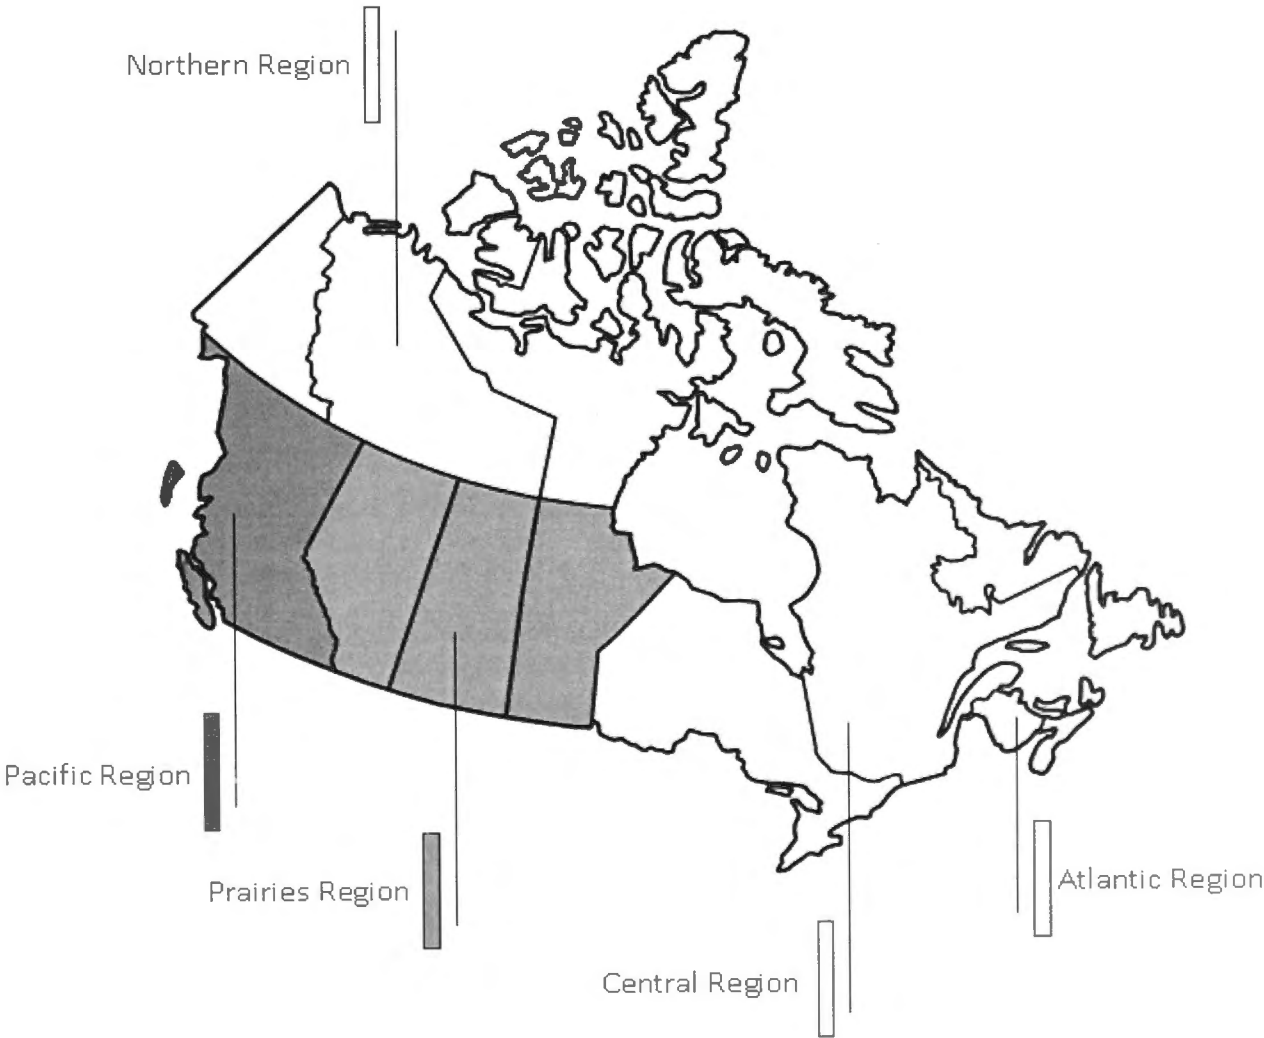 Northern Region
Pacific Region
Prairies Region
Atlantic Region
Central Region